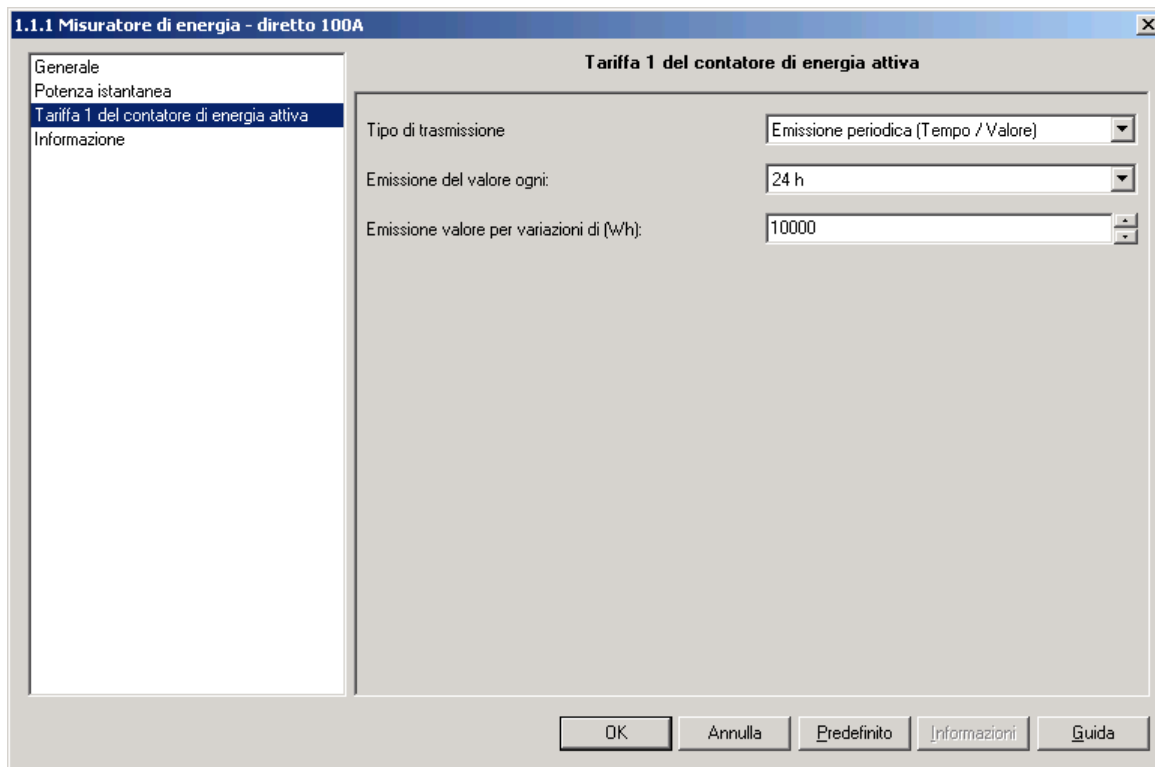 1.1.1 Misuratore di energia - diretto 100A
Generale
Potenza istantanea
Tariffa 1 del contatore di energia attiva
Informazione
Tariffa 1 del contatore di energia attiva
Tipo di trasmissione
Emissione periodica (Tempo / Valore)
Emissione del valore ogni:
24 h
Emissione valore per variazioni di (Wh):
10000
OK
Annulla
Predefinito
Informazioni
Guida